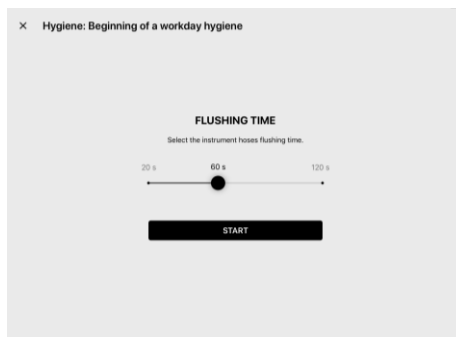 × Hygiene: Beginning of a workday hygiene
FLUSHING TIME
Select the instrument hoses flushing time.
20 s 60 s 120 s
START